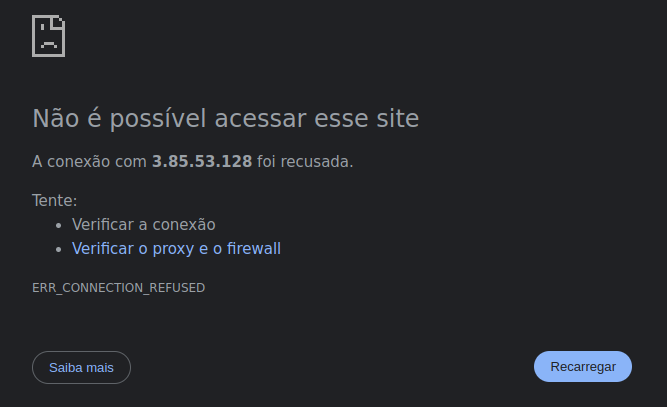 Não é possível acessar esse site
A conexão com 3.85.53.128 foi recusada.
Tente:
• Verificar a conexão
• Verificar o proxy e o firewall
ERR_CONNECTION_REFUSED
Saiba mais
Recarregar